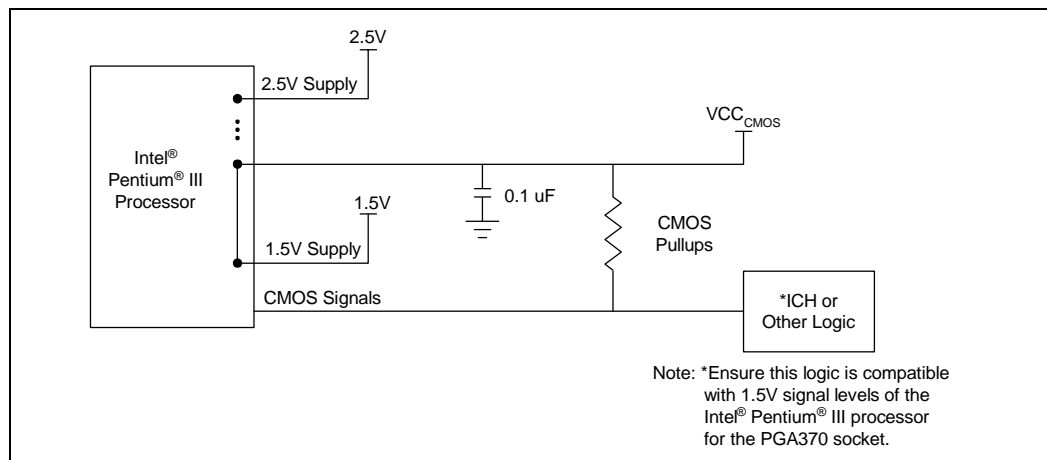 2.5V
2.5V Supply
VCC_CMOS
Intel®
Pentium® III
Processor
0.1 uF
1.5V
CMOS
Pullups
1.5V Supply
CMOS Signals
*ICH or
Other Logic
Note: *Ensure this logic is compatible
with 1.5V signal levels of the
Intel® Pentium® III processor
for the PGA370 socket.